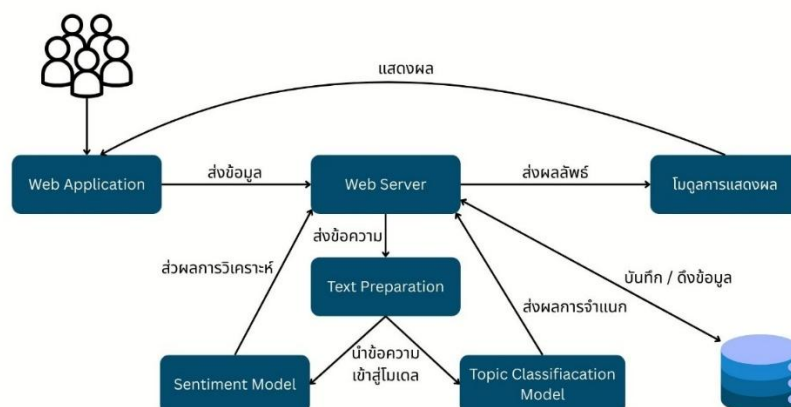 แสดงผล
Web Application
ส่งข้อมูล
Web Server
ส่งผลลัพธ์
โมดูลการแสดงผล
ส่งข้อความ
ส่วผลการวิเคราะห์
Text Preparation
บันทึก / ดึงข้อมูล
ส่งผลการจำแนก
นำข้อความ
เข้าสู่โมเดล
Sentiment Model
Topic Classifiacation
Model